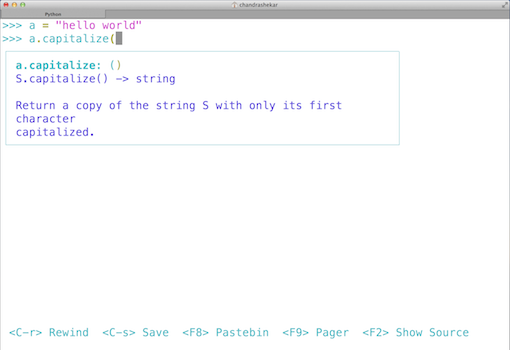 chandrashekar
Python
>>> a = "hello world"
>>> a.capitalize(
a.capitalize: ()
S.capitalize() -> string
Return a copy of the string S with only its first
character
capitalized.
<C-r> Rewind <C-s> Save <F8> Pastebin <F9> Pager <F2> Show Source